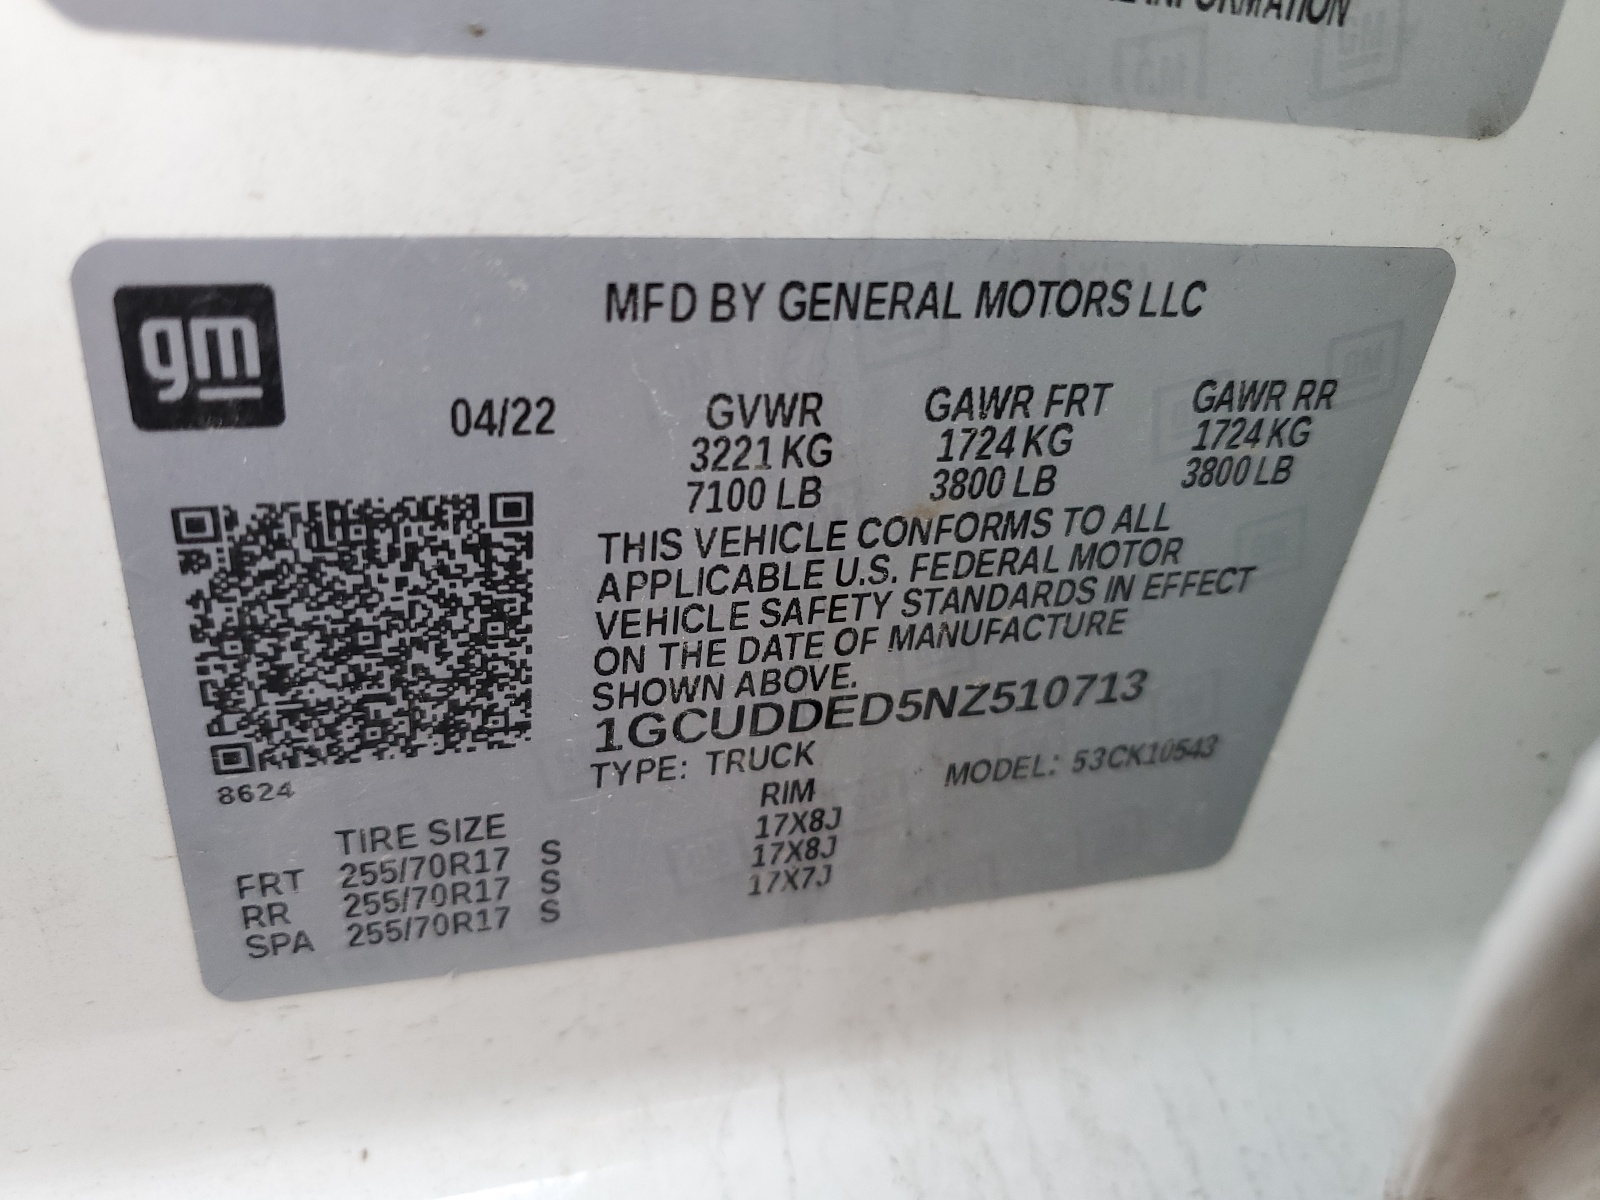 INFORMATION
gm
MFD BY GENERAL MOTORS LLC
04/22 GVWR GAWR FRT GAWR RR
3221 KG 1724 KG 1724 KG
7100 LB 3800 LB 3800 LB
THIS VEHICLE CONFORMS TO ALL
APPLICABLE U.S. FEDERAL MOTOR
VEHICLE SAFETY STANDARDS IN EFFECT
ON THE DATE OF MANUFACTURE
SHOWN ABOVE.
1GCUDDED5NZ510713
TYPE: TRUCK MODEL: 53CK10543
8624
TIRE SIZE RIM
FRT 255/70R17 S 17X8J
RR 255/70R17 S 17X8J
SPA 255/70R17 S 17X7J